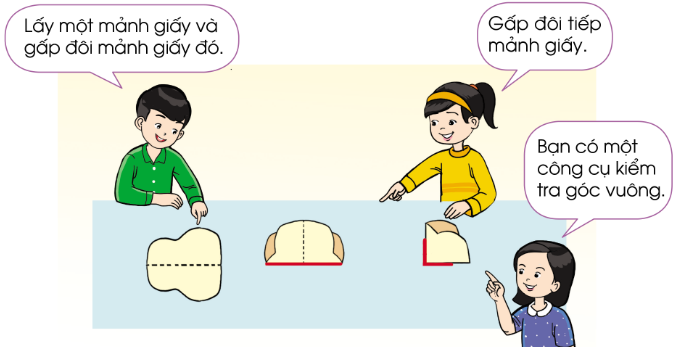 Lấy một mảnh giấy và
gấp đôi mảnh giấy đó.
Gấp đôi tiếp
mảnh giấy.
Bạn có một
công cụ kiểm
tra góc vuông.